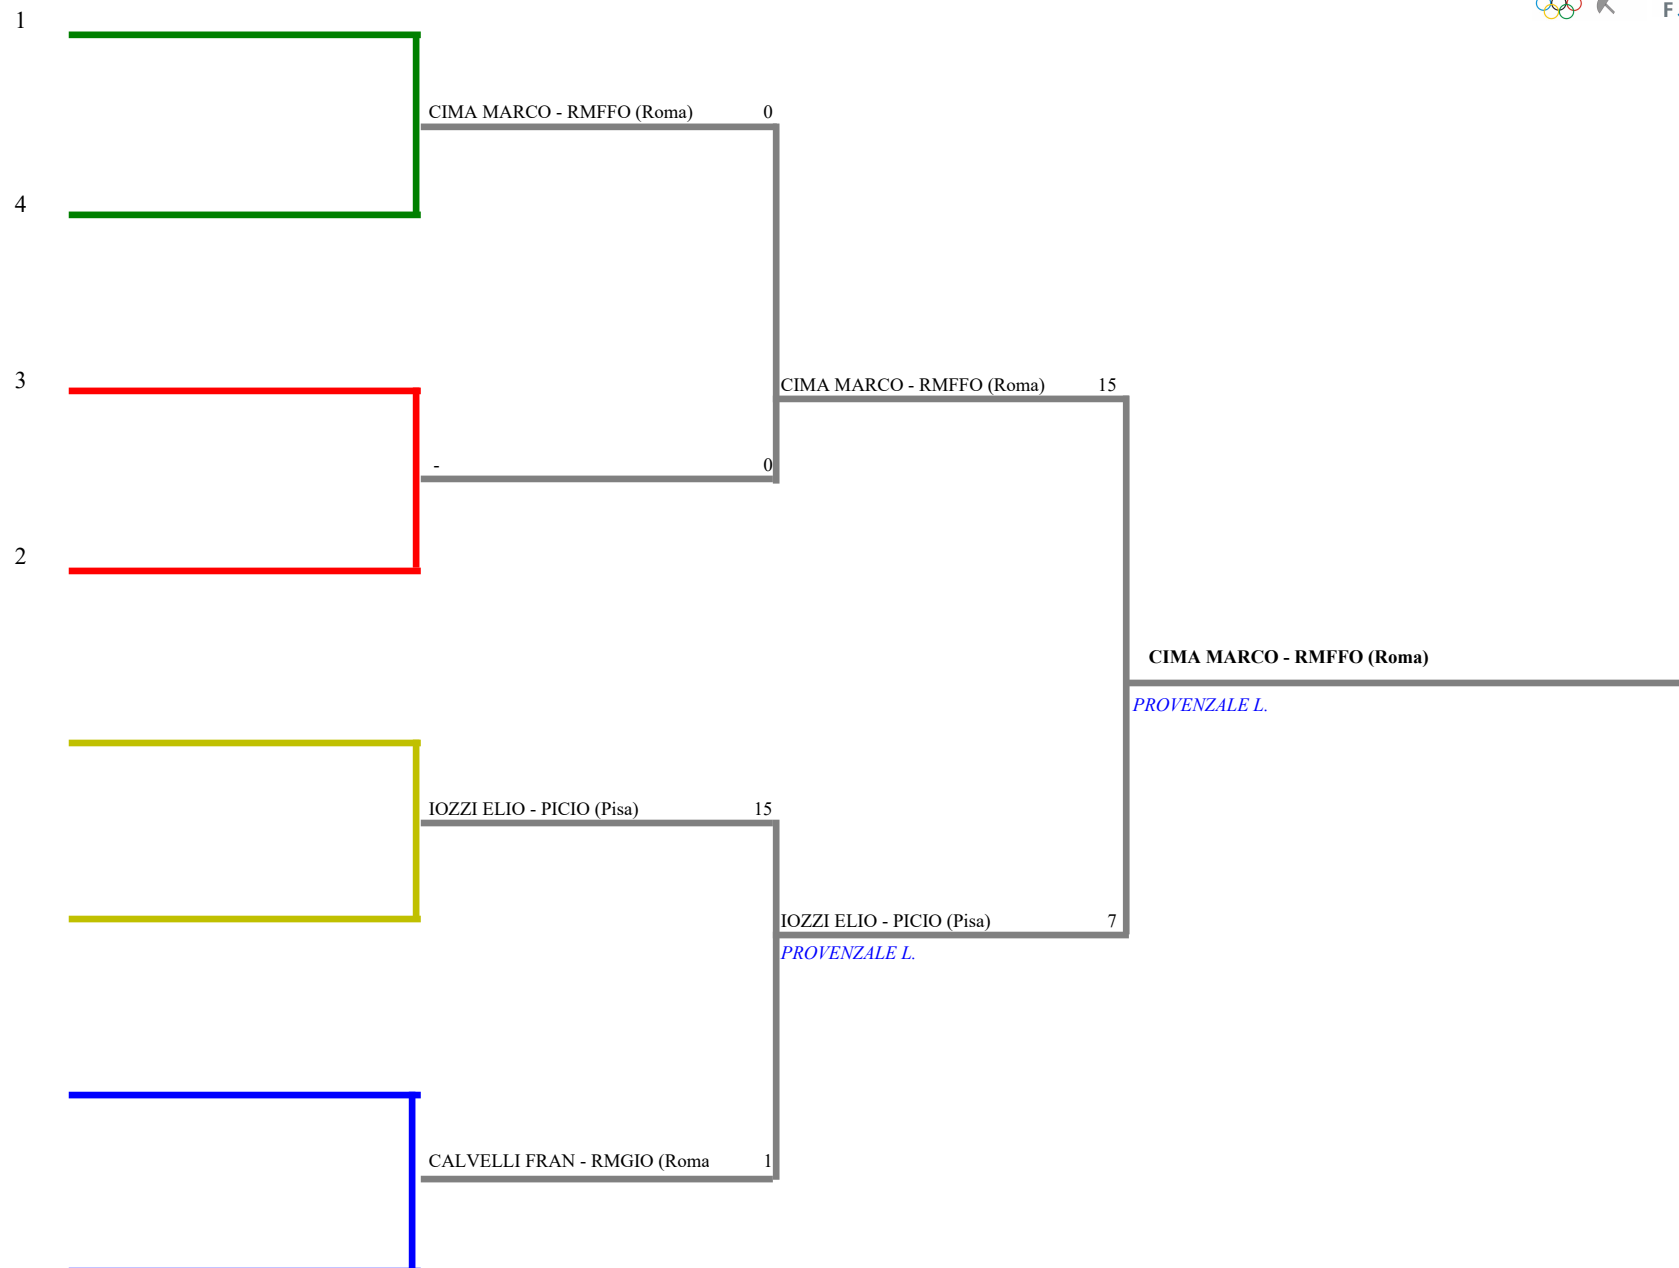 1
CIMA MARCO - RMFFO (Roma) 0
4
3
CIMA MARCO - RMFFO (Roma) 15
- 0
2
CIMA MARCO - RMFFO (Roma)
PROVENZALE L.
IOZZI ELIO - PICIO (Pisa) 15
IOZZI ELIO - PICIO (Pisa) 7
PROVENZALE L.
CALVELLI FRAN - RMGIO (Roma 1
F